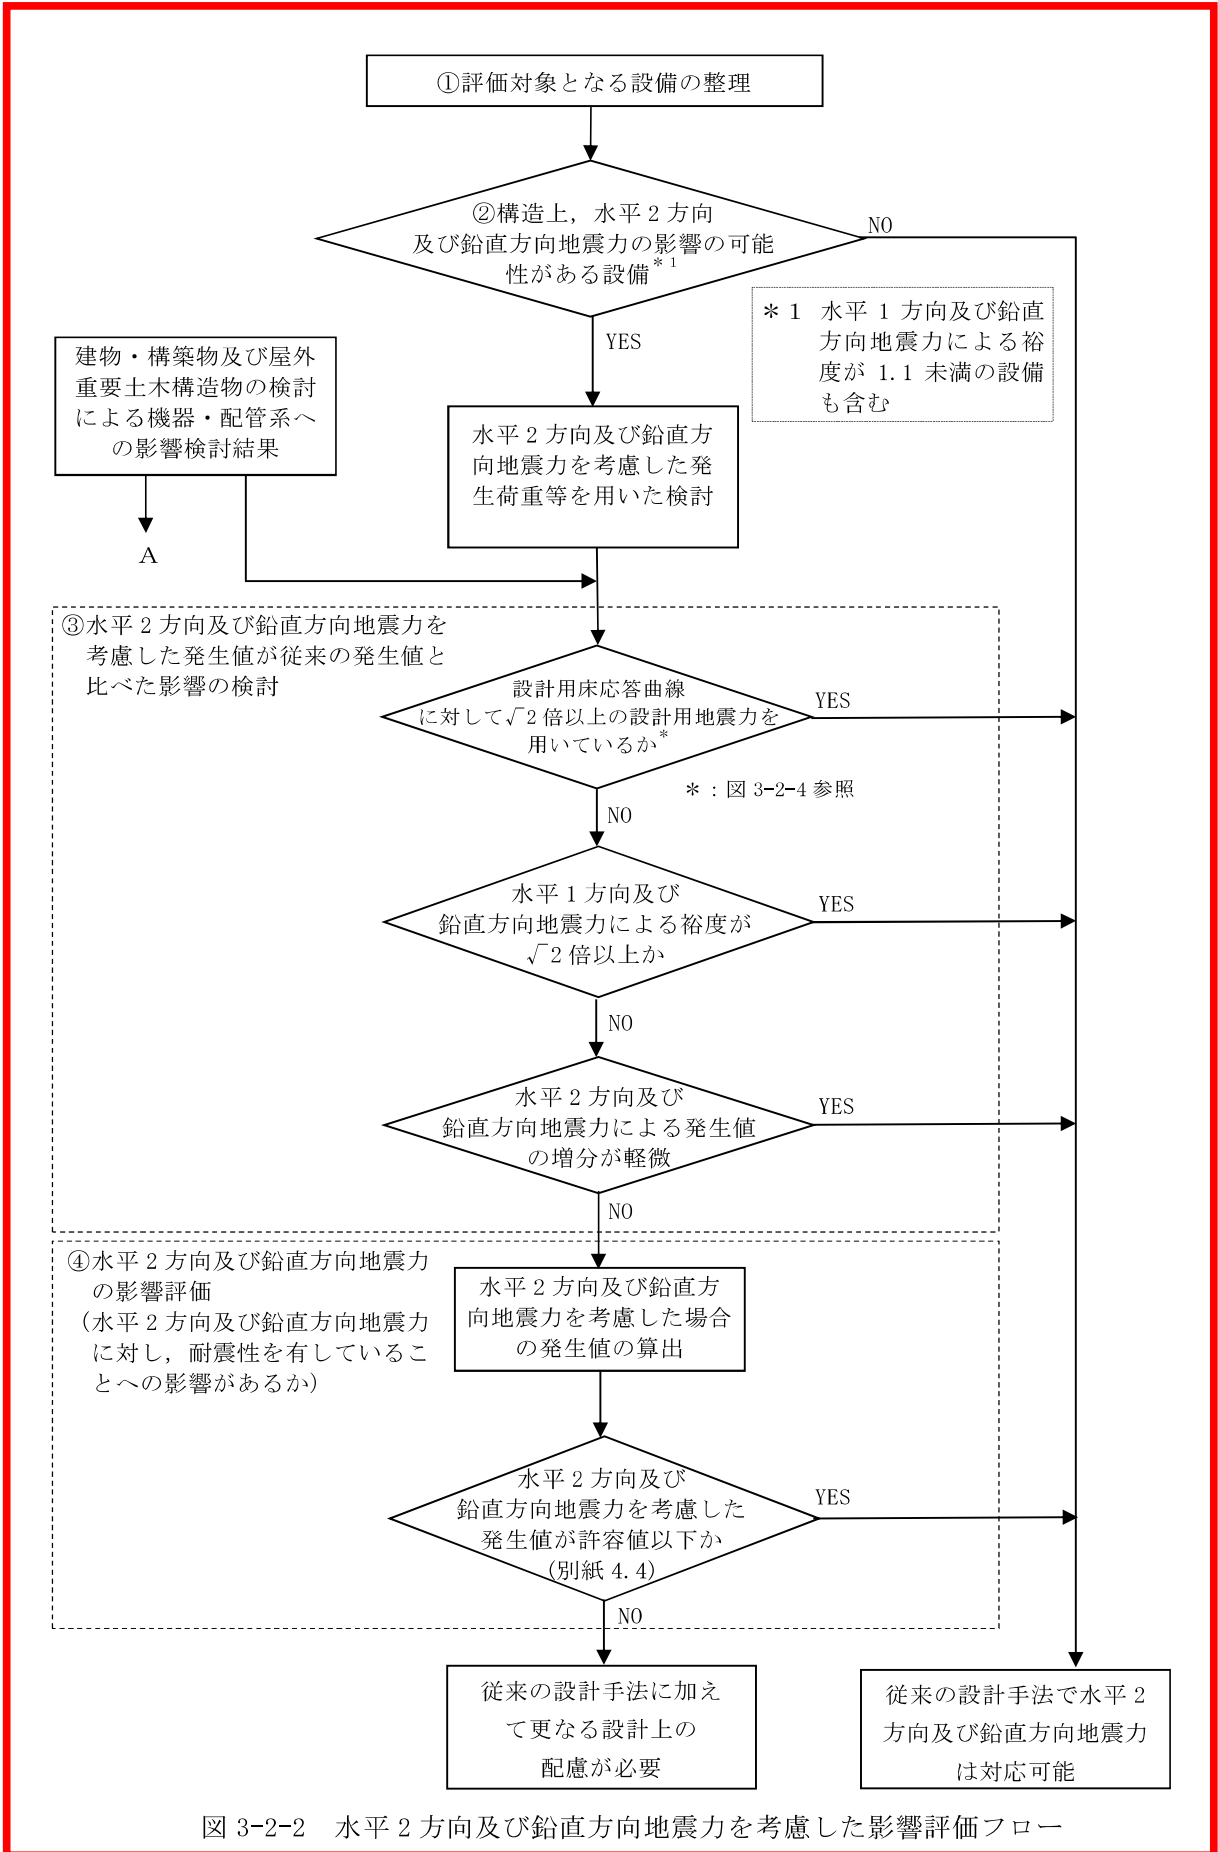 ①評価対象となる設備の整理
②構造上，水平２方向
及び鉛直方向地震力の影響の可能
性がある設備＊１
NO
YES
＊１ 水平１方向及び鉛直
方向地震力による裕
度が 1.1 未満の設備
も含む
建物・構築物及び屋外
重要土木構造物の検討
による機器・配管系へ
の影響検討結果
A
水平２方向及び鉛直方
向地震力を考慮した発
生荷重等を用いた検討
③水平２方向及び鉛直方向地震力を
考慮した発生値が従来の発生値と
比べた影響の検討
設計用床応答曲線
に対して√２倍以上の設計用地震力を
用いているか＊
YES
＊：図 3-2-4 参照
NO
水平１方向及び
鉛直方向地震力による裕度が
√２倍以上か
YES
NO
水平２方向及び
鉛直方向地震力による発生値
の増分が軽微
YES
NO
④水平２方向及び鉛直方向地震力
の影響評価
（水平２方向及び鉛直方向地震力
に対し，耐震性を有しているこ
とへの影響があるか）
水平２方向及び鉛直方
向地震力を考慮した場合
の発生値の算出
水平２方向及び
鉛直方向地震力を考慮した
発生値が許容値以下か
(別紙 4.4)
YES
NO
従来の設計手法に加え
て更なる設計上の
配慮が必要
従来の設計手法で水平２
方向及び鉛直方向地震力
は対応可能
図 3-2-2　水平２方向及び鉛直方向地震力を考慮した影響評価フロー